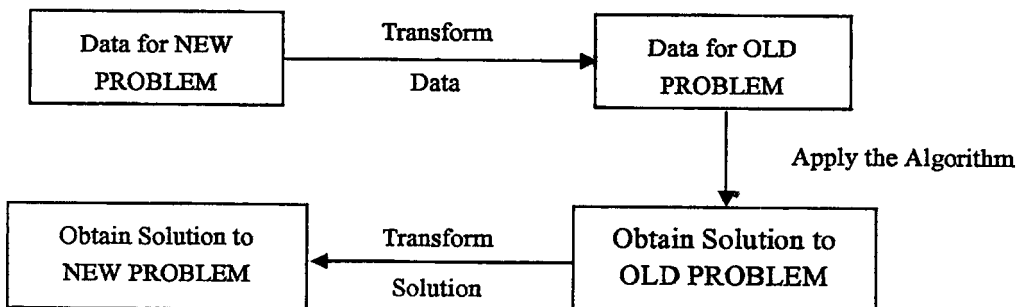 Data for NEW
PROBLEM
Transform
Data
Data for OLD
PROBLEM
Apply the Algorithm
Obtain Solution to
OLD PROBLEM
Transform
Solution
Obtain Solution to
NEW PROBLEM